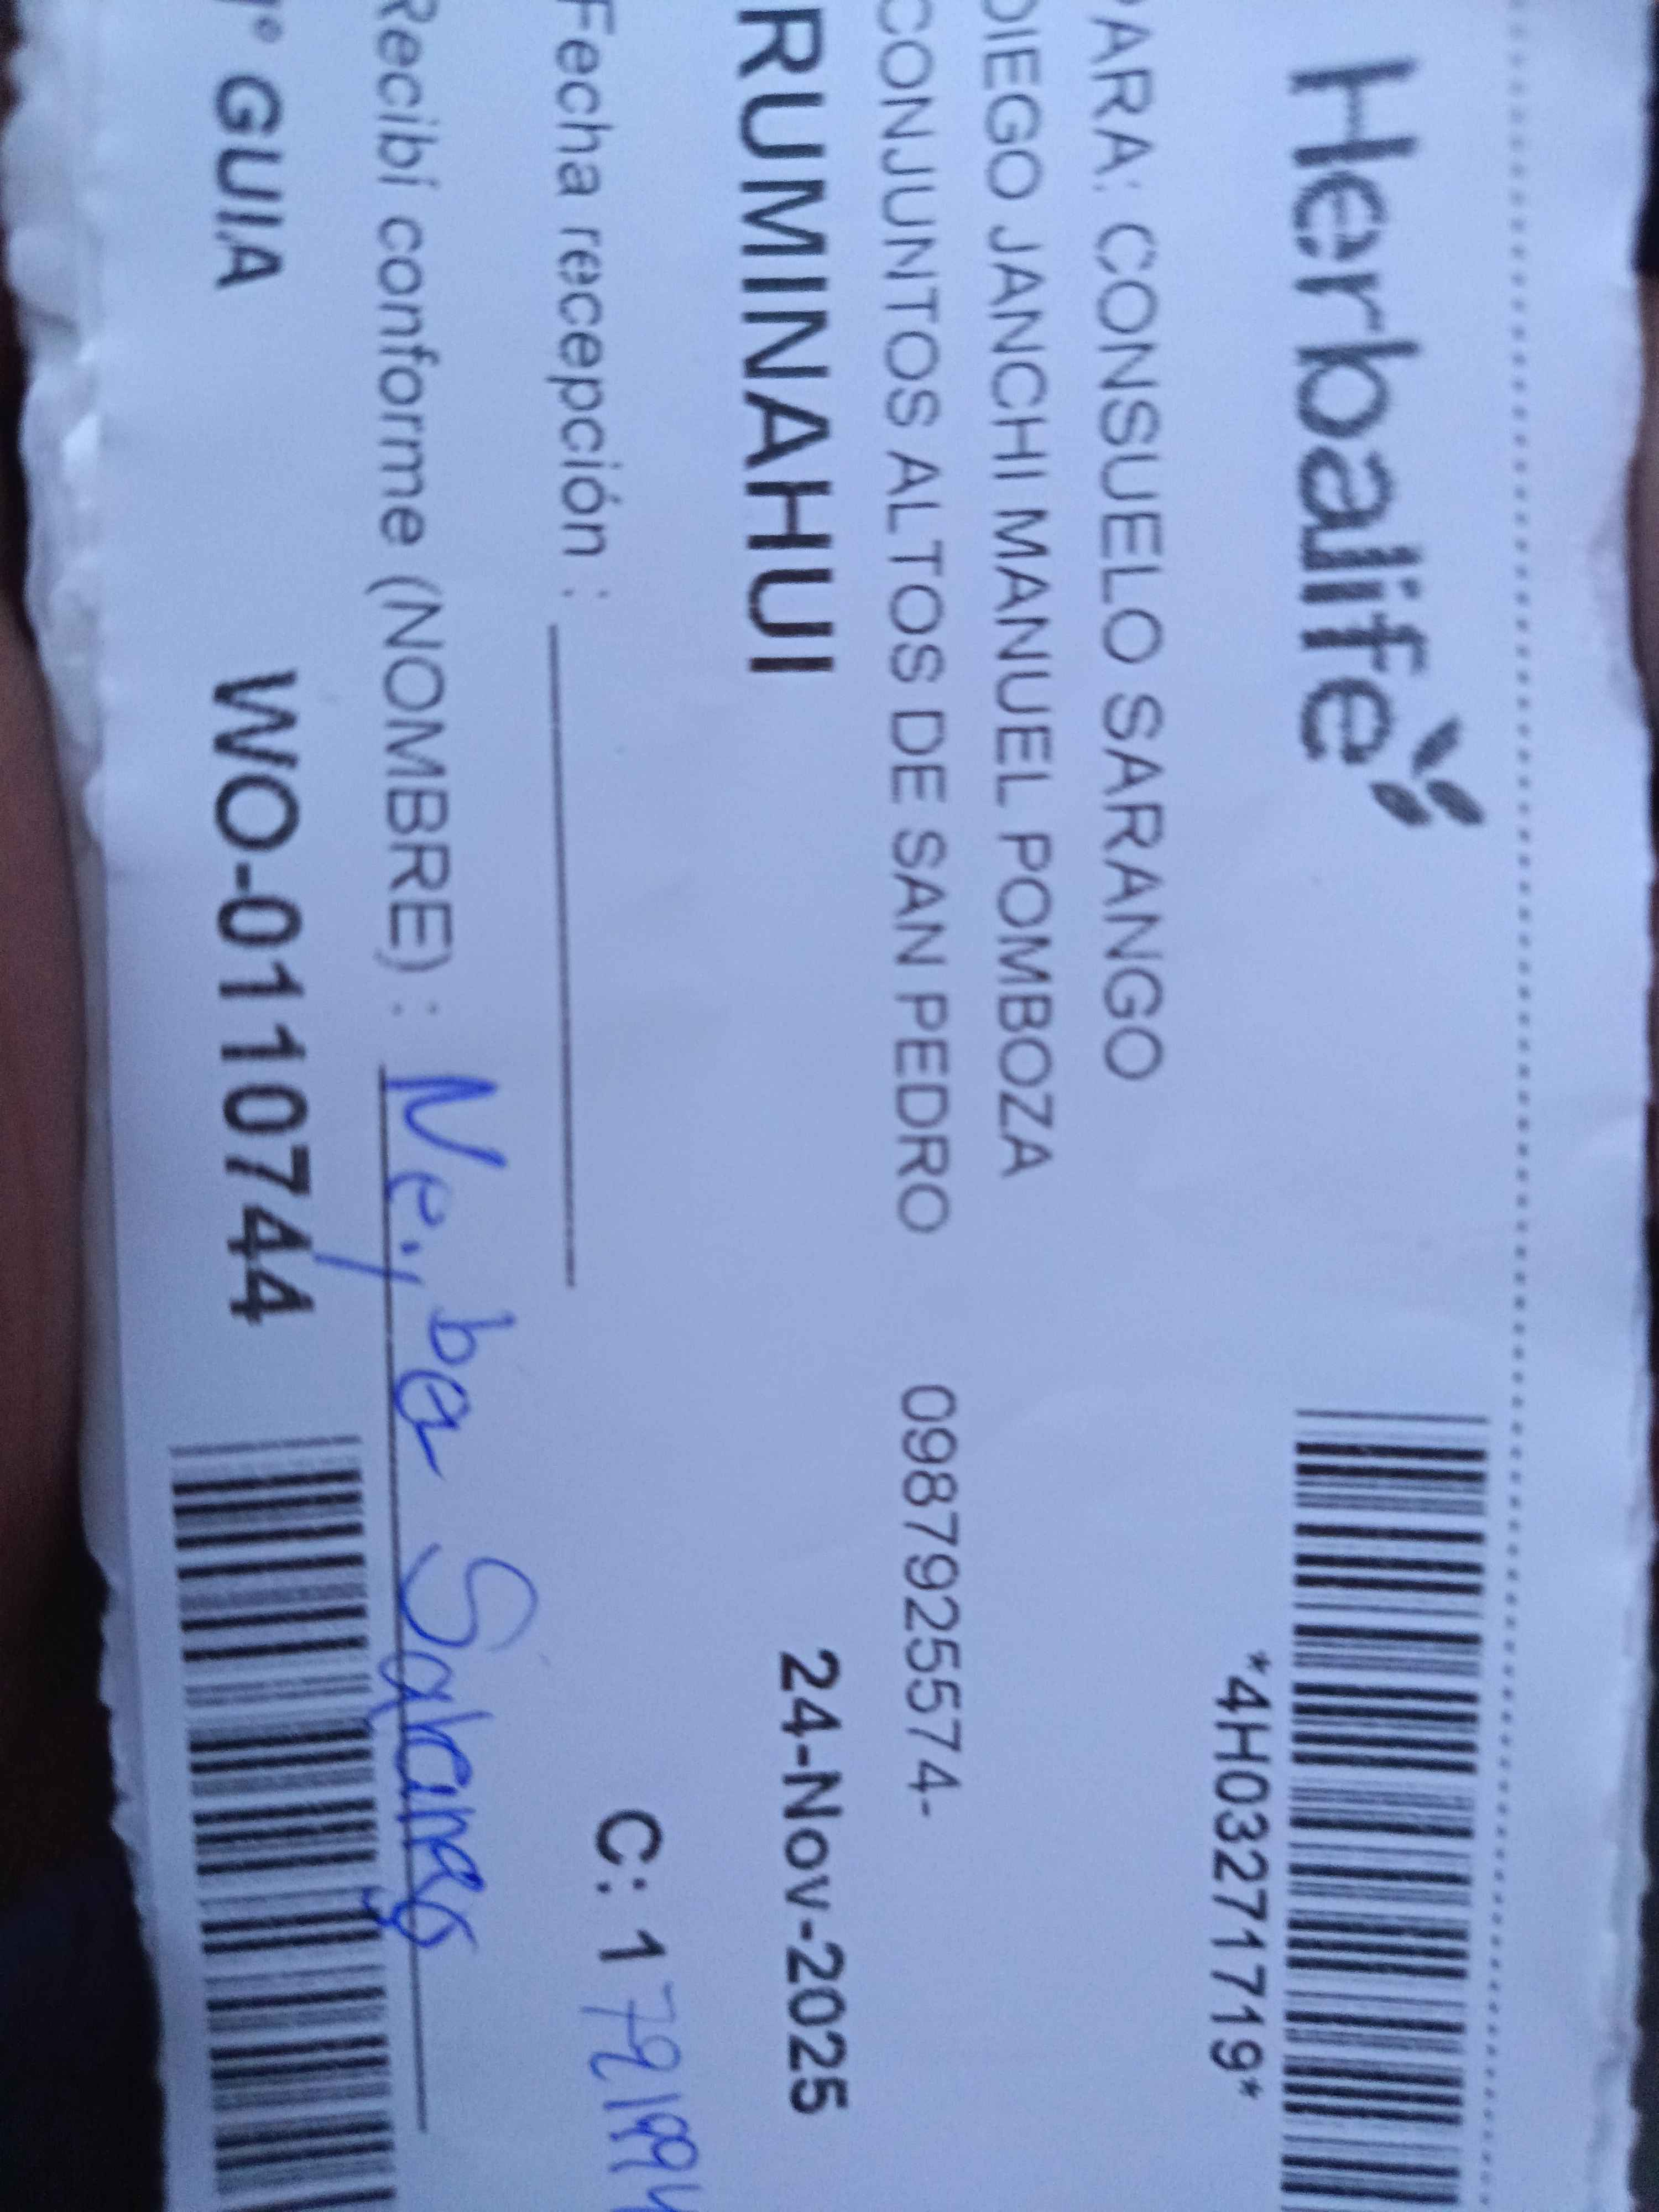 Herbalife
*4H03271719*
PARA: CONSUELO SARANGO
DIEGO JANCHI MANUEL POMBOZA
CONJUNTOS ALTOS DE SAN PEDRO 0987925574-
RUMINAHUI 24-Nov-2025
Fecha recepción : C: 1
Recibí conforme (NOMBRE) :
GUIA WO-0110744